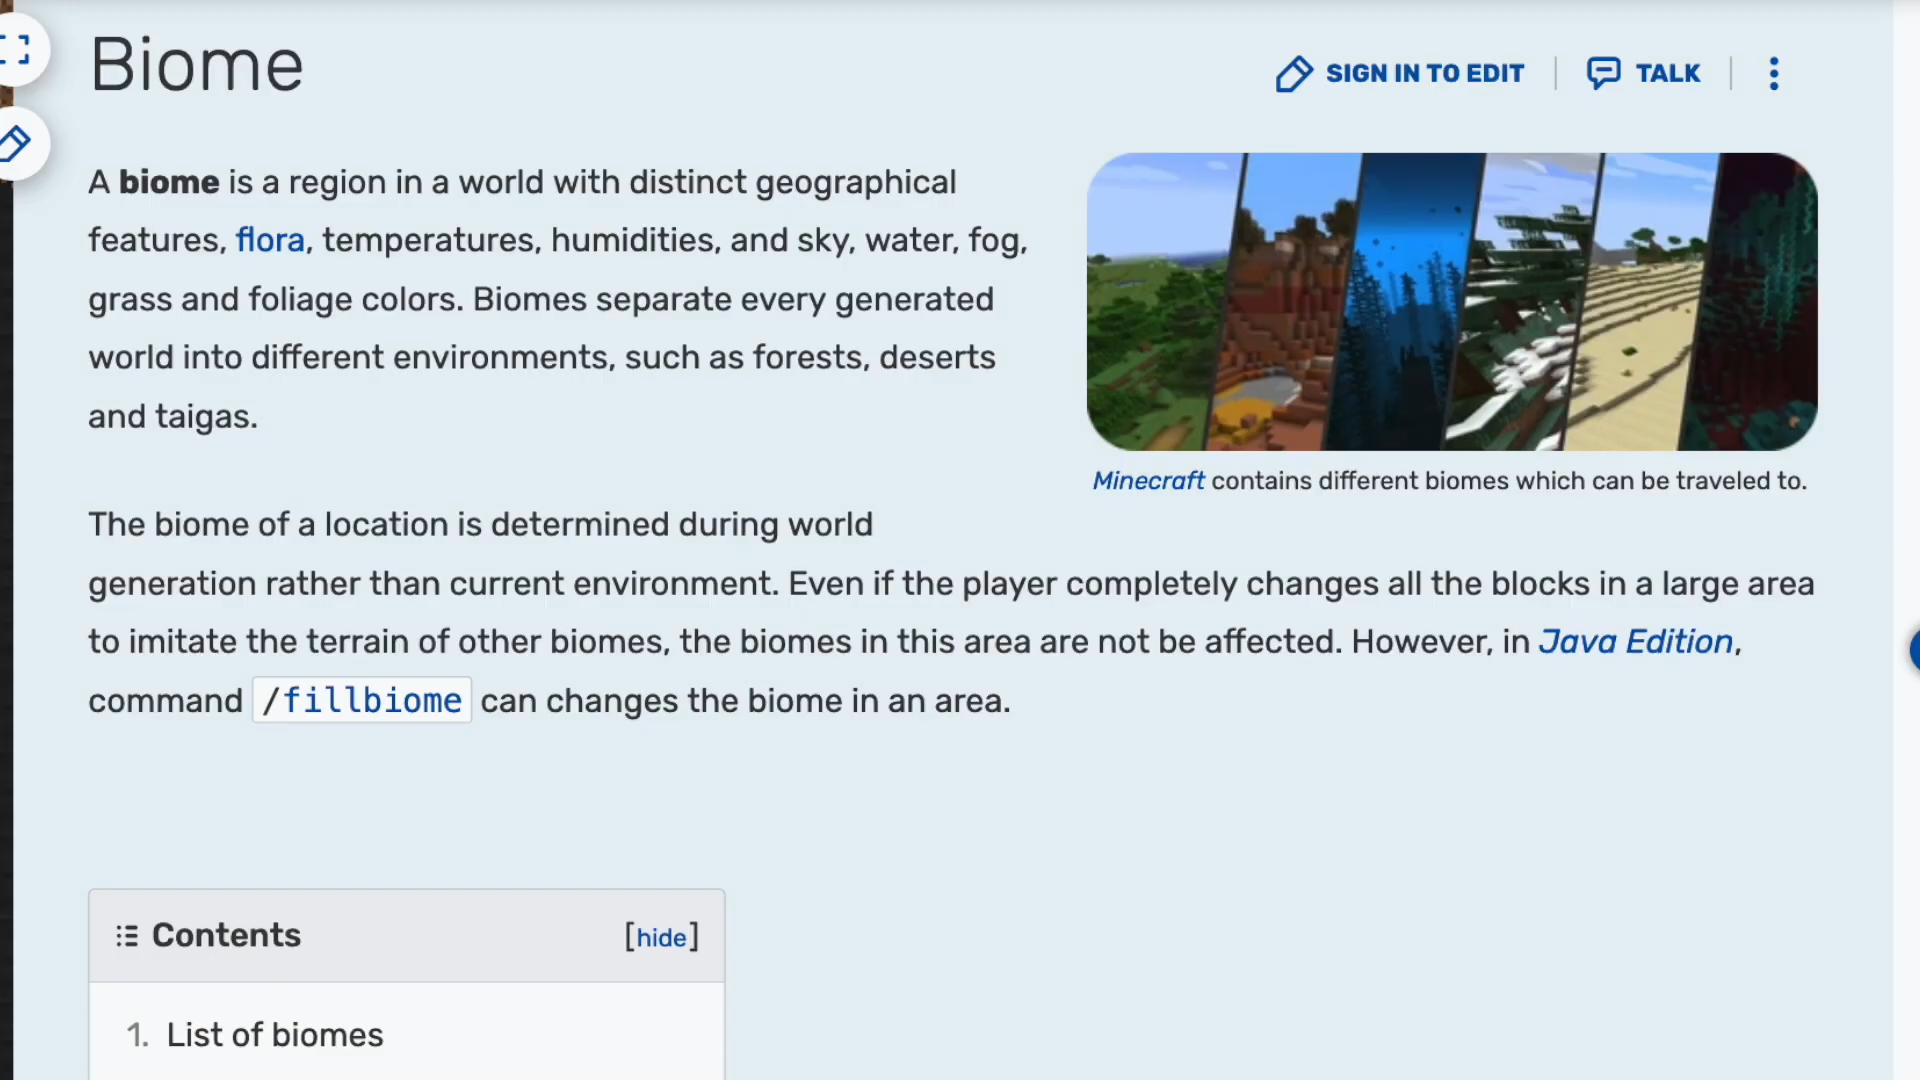 Biome
SIGN IN TO EDIT
TALK
A biome is a region in a world with distinct geographical
features, flora, temperatures, humidities, and sky, water, fog,
grass and foliage colors. Biomes separate every generated
world into different environments, such as forests, deserts
and taigas.
Minecraft contains different biomes which can be traveled to.
The biome of a location is determined during world
generation rather than current environment. Even if the player completely changes all the blocks in a large area
to imitate the terrain of other biomes, the biomes in this area are not be affected. However, in Java Edition,
command /fillbiome can changes the biome in an area.
Contents [hide]
1. List of biomes